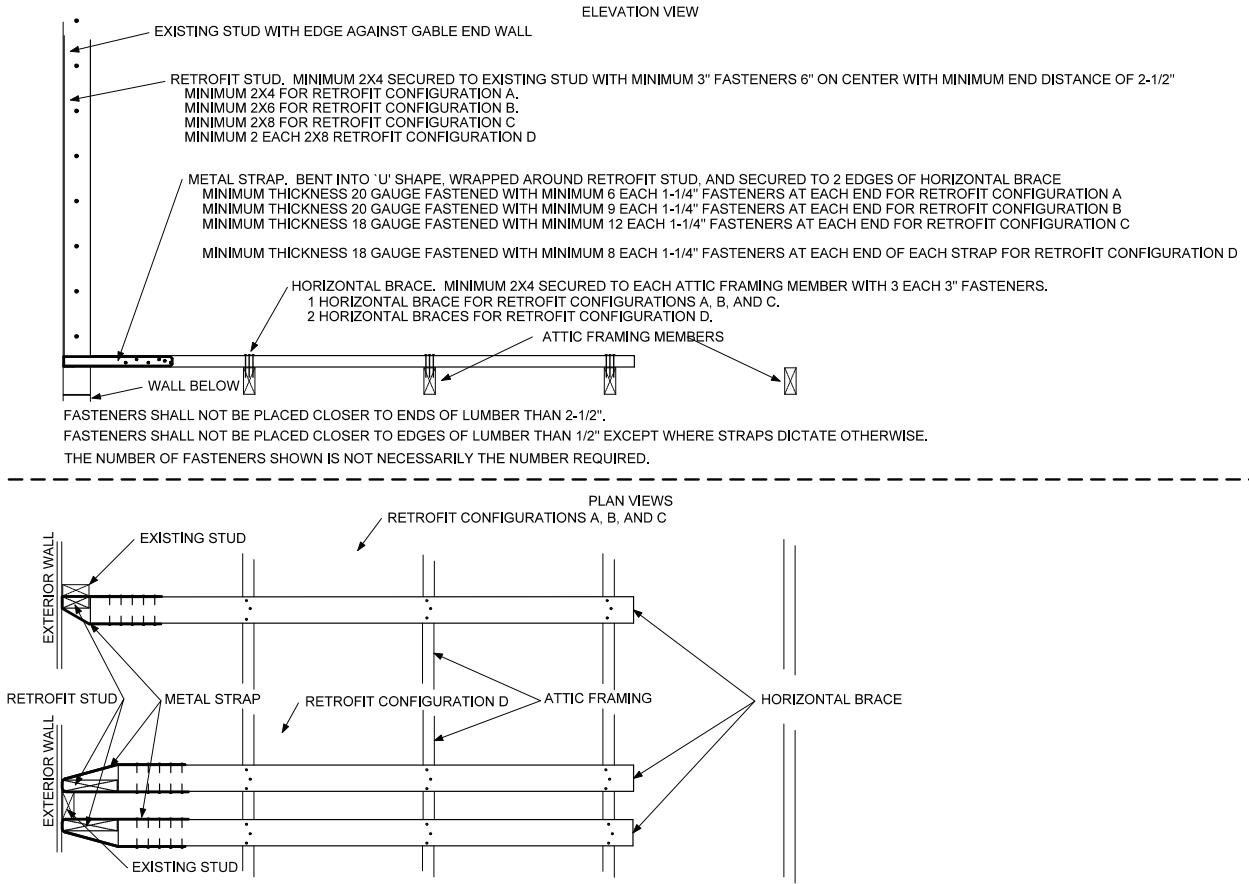 ELEVATION VIEW
EXISTING STUD WITH EDGE AGAINST GABLE END WALL
RETROFIT STUD. MINIMUM 2X4 SECURED TO EXISTING STUD WITH MINIMUM 3" FASTENERS 6" ON CENTER WITH MINIMUM END DISTANCE OF 2-1/2"
MINIMUM 2X4 FOR RETROFIT CONFIGURATION A.
MINIMUM 2X6 FOR RETROFIT CONFIGURATION B.
MINIMUM 2X8 FOR RETROFIT CONFIGURATION C
MINIMUM 2 EACH 2X8 RETROFIT CONFIGURATION D
METAL STRAP. BENT INTO `U' SHAPE, WRAPPED AROUND RETROFIT STUD, AND SECURED TO 2 EDGES OF HORIZONTAL BRACE
MINIMUM THICKNESS 20 GAUGE FASTENED WITH MINIMUM 6 EACH 1-1/4" FASTENERS AT EACH END FOR RETROFIT CONFIGURATION A
MINIMUM THICKNESS 20 GAUGE FASTENED WITH MINIMUM 9 EACH 1-1/4" FASTENERS AT EACH END FOR RETROFIT CONFIGURATION B
MINIMUM THICKNESS 18 GAUGE FASTENED WITH MINIMUM 12 EACH 1-1/4" FASTENERS AT EACH END FOR RETROFIT CONFIGURATION C
MINIMUM THICKNESS 18 GAUGE FASTENED WITH MINIMUM 8 EACH 1-1/4" FASTENERS AT EACH END OF EACH STRAP FOR RETROFIT CONFIGURATION D
HORIZONTAL BRACE. MINIMUM 2X4 SECURED TO EACH ATTIC FRAMING MEMBER WITH 3 EACH 3" FASTENERS.
1 HORIZONTAL BRACE FOR RETROFIT CONFIGURATIONS A, B, AND C.
2 HORIZONTAL BRACES FOR RETROFIT CONFIGURATION D.
ATTIC FRAMING MEMBERS
WALL BELOW
FASTENERS SHALL NOT BE PLACED CLOSER TO ENDS OF LUMBER THAN 2-1/2".
FASTENERS SHALL NOT BE PLACED CLOSER TO EDGES OF LUMBER THAN 1/2" EXCEPT WHERE STRAPS DICTATE OTHERWISE.
THE NUMBER OF FASTENERS SHOWN IS NOT NECESSARILY THE NUMBER REQUIRED.
PLAN VIEWS
RETROFIT CONFIGURATIONS A, B, AND C
EXISTING STUD
EXTERIOR WALL
RETROFIT STUD
METAL STRAP
RETROFIT CONFIGURATION D
ATTIC FRAMING
HORIZONTAL BRACE
EXTERIOR WALL
EXISTING STUD